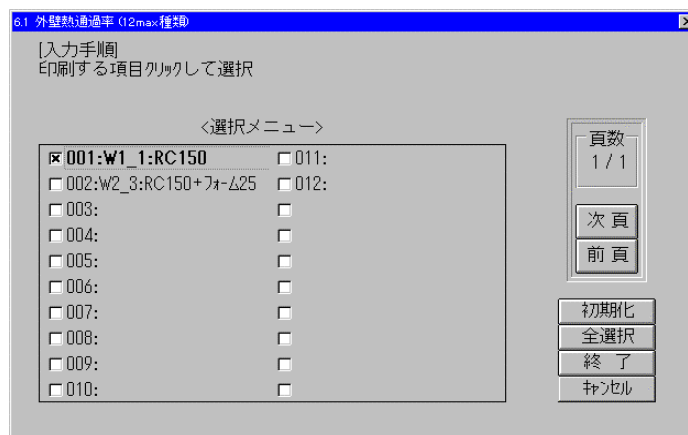 6.1 外壁熱通過率 (12max種類)
[入力手順]
印刷する項目ｸﾘｯｸして選択
<選択メニュー>
001:W1_1:RC150
002:W2_3:RC150+ﾌｫｰﾑ25
003:
004:
005:
006:
007:
008:
009:
010:
011:
012:
頁数
1 / 1
次 頁
前 頁
初期化
全選択
終 了
ｷｬﾝｾﾙ